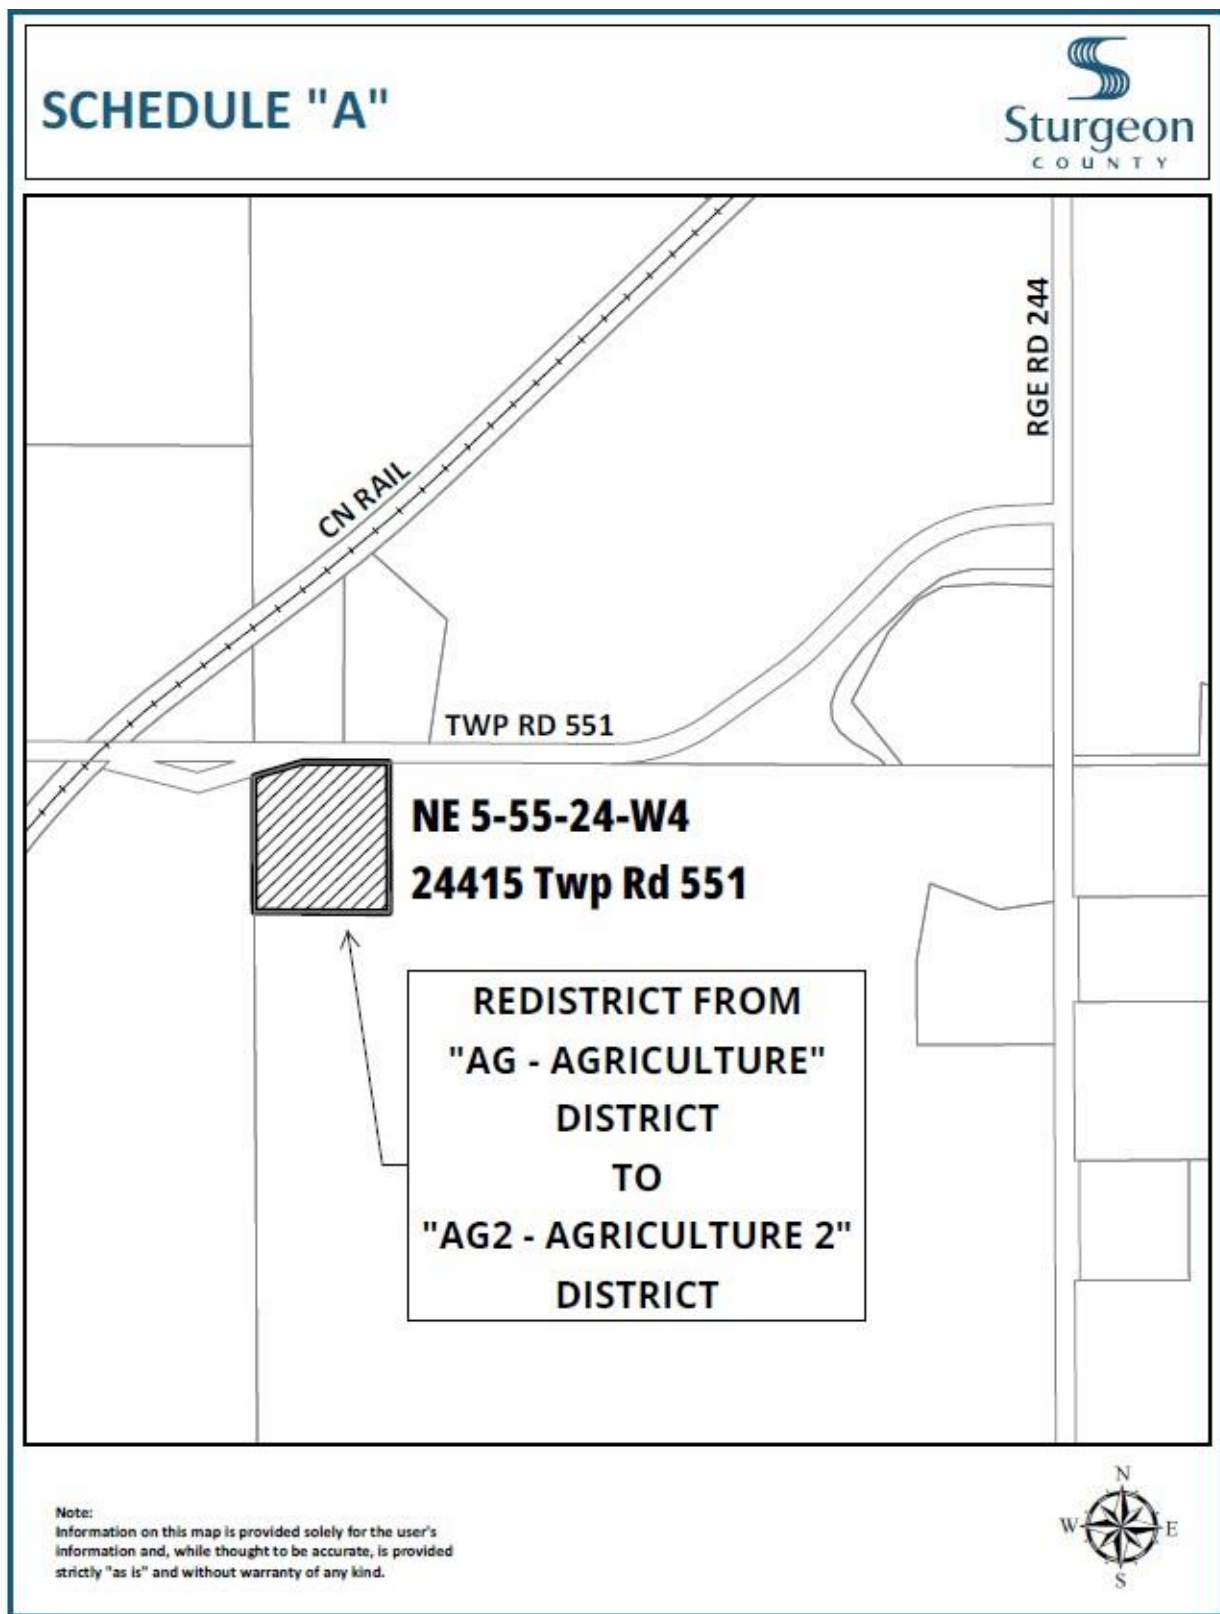 SCHEDULE "A"
Sturgeon
COUNTY
RGE RD 244
CN RAIL
TWP RD 551
NE 5-55-24-W4
24415 Twp Rd 551
REDISTRICT FROM
"AG - AGRICULTURE"
DISTRICT
TO
"AG2 - AGRICULTURE 2"
DISTRICT
Note:
Information on this map is provided solely for the user's
information and, while thought to be accurate, is provided
strictly "as is" and without warranty of any kind.
N
W E
S